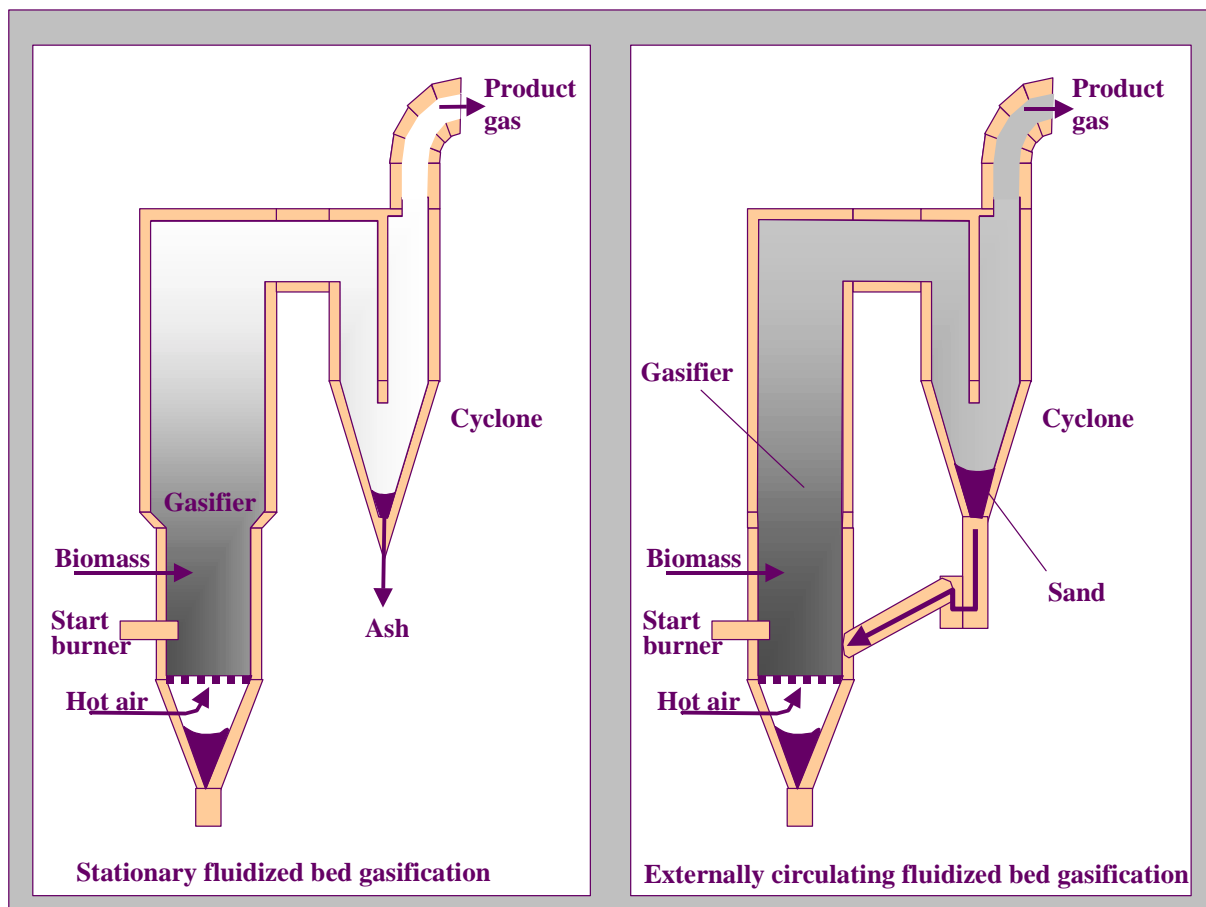 Product
gas
Cyclone
Gasifier
Biomass
Start
burner
Ash
Hot air
Stationary fluidized bed gasification
Product
gas
Gasifier
Cyclone
Biomass
Sand
Start
burner
Hot air
Externally circulating fluidized bed gasification